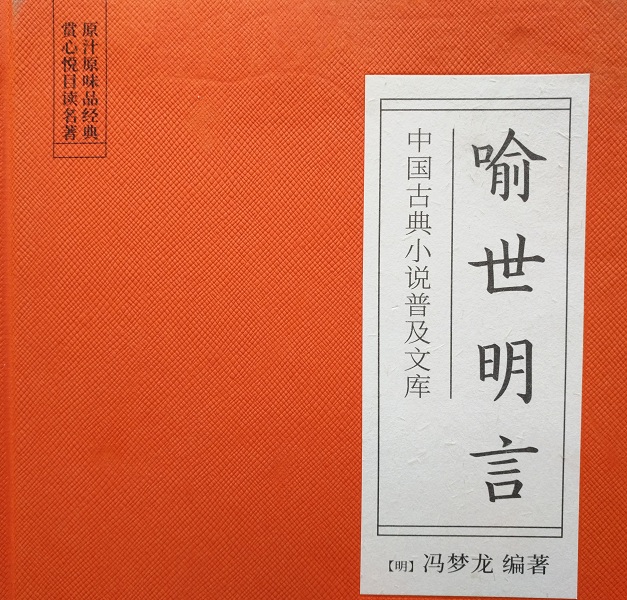 原汁原味品经典
赏心悦目读名著
喻世明言
中国古典小说普及文库
【明】冯梦龙 编著